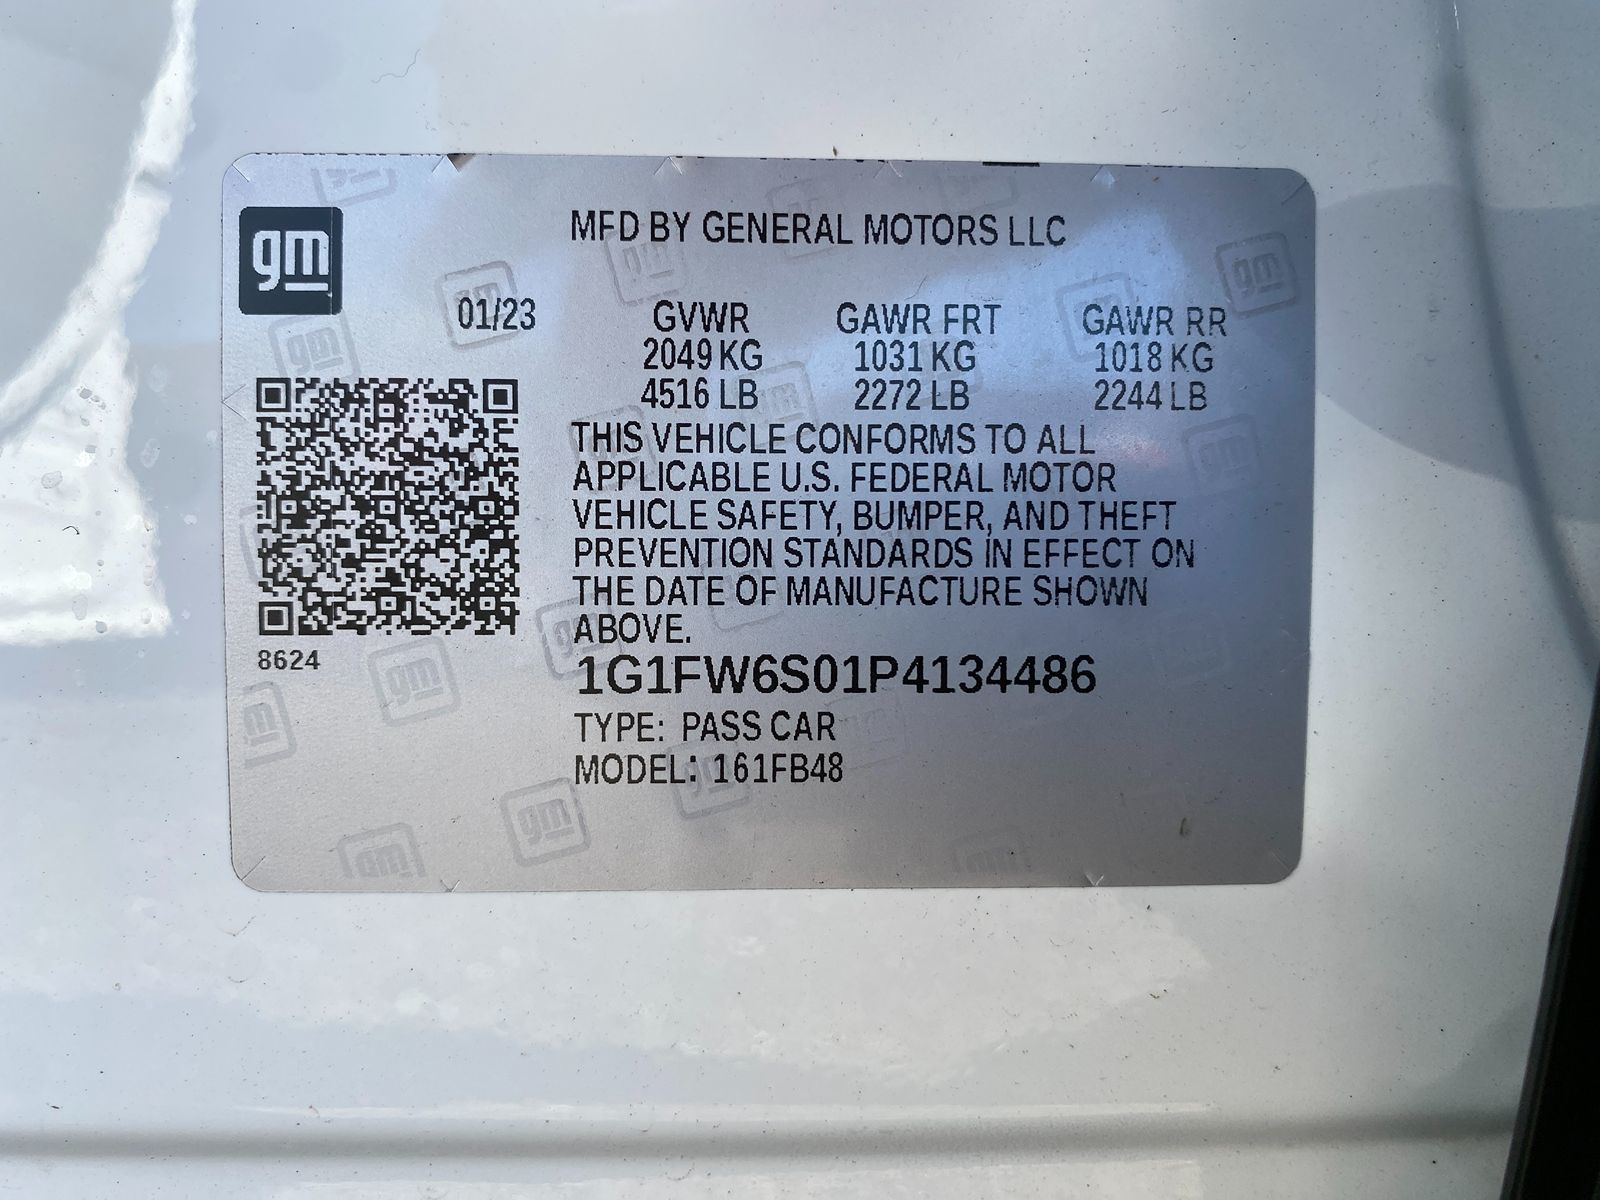 gm
MFD BY GENERAL MOTORS LLC
01/23
GVWR GAWR FRT GAWR RR
2049 KG 1031 KG 1018 KG
4516 LB 2272 LB 2244 LB
THIS VEHICLE CONFORMS TO ALL
APPLICABLE U.S. FEDERAL MOTOR
VEHICLE SAFETY, BUMPER, AND THEFT
PREVENTION STANDARDS IN EFFECT ON
THE DATE OF MANUFACTURE SHOWN
ABOVE.
8624
1G1FW6S01P4134486
TYPE: PASS CAR
MODEL: 161FB48